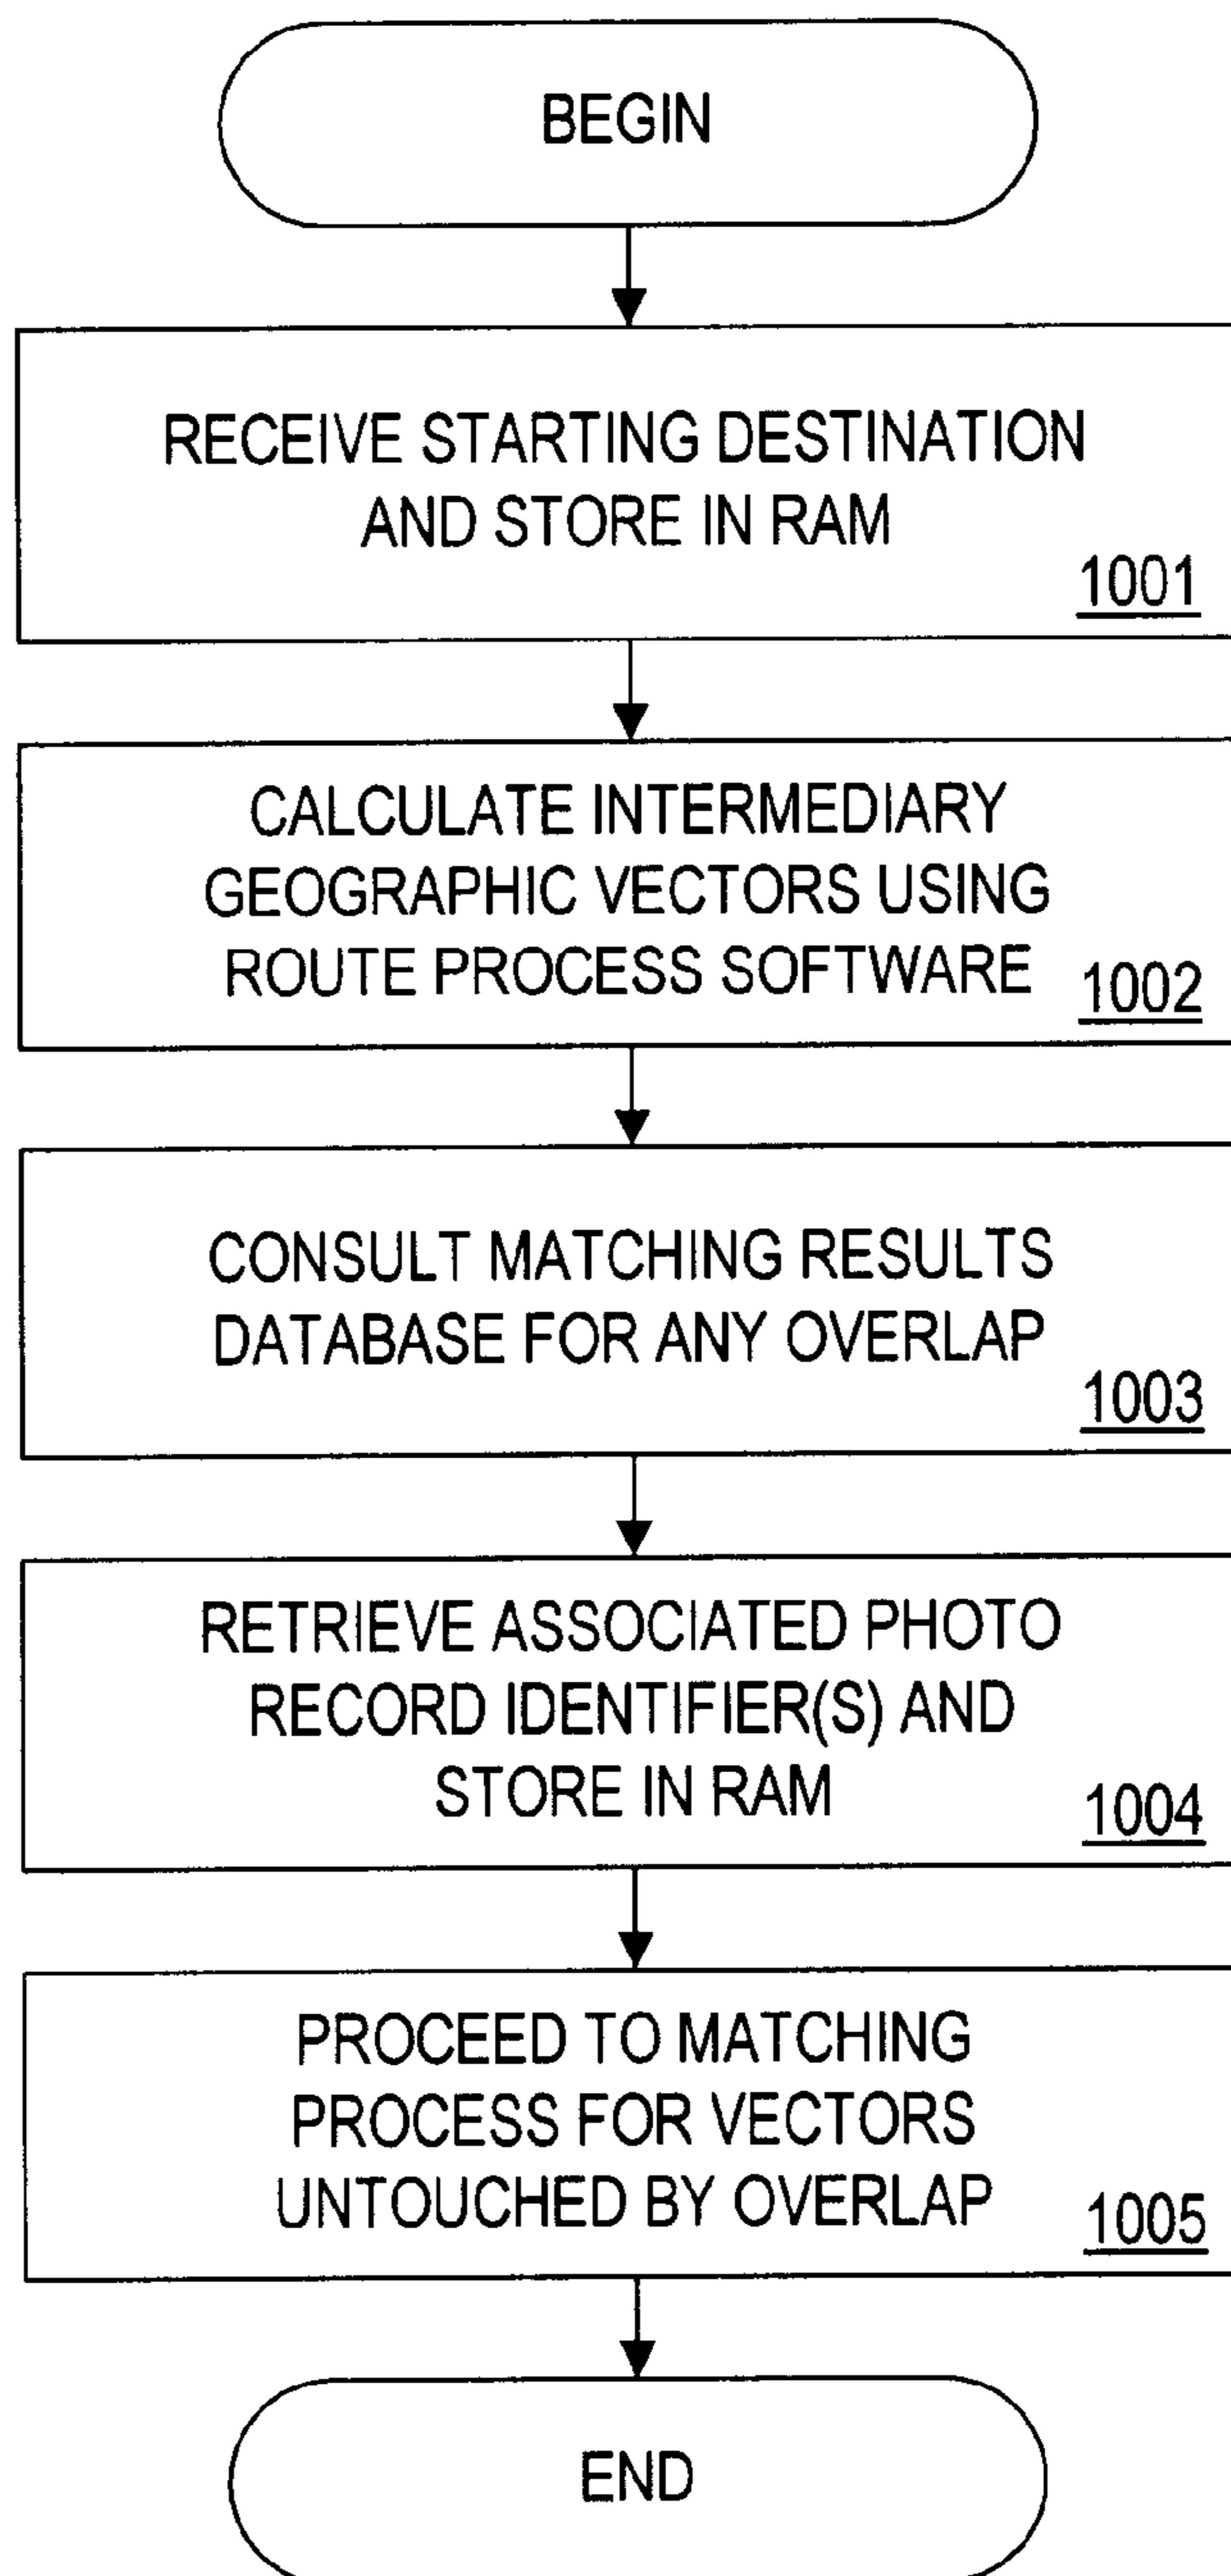 BEGIN
RECEIVE STARTING DESTINATION
AND STORE IN RAM
1001
CALCULATE INTERMEDIARY
GEOGRAPHIC VECTORS USING
ROUTE PROCESS SOFTWARE
1002
CONSULT MATCHING RESULTS
DATABASE FOR ANY OVERLAP
1003
RETRIEVE ASSOCIATED PHOTO
RECORD IDENTIFIER(S) AND
STORE IN RAM
1004
PROCEED TO MATCHING
PROCESS FOR VECTORS
UNTOUCHED BY OVERLAP
1005
END